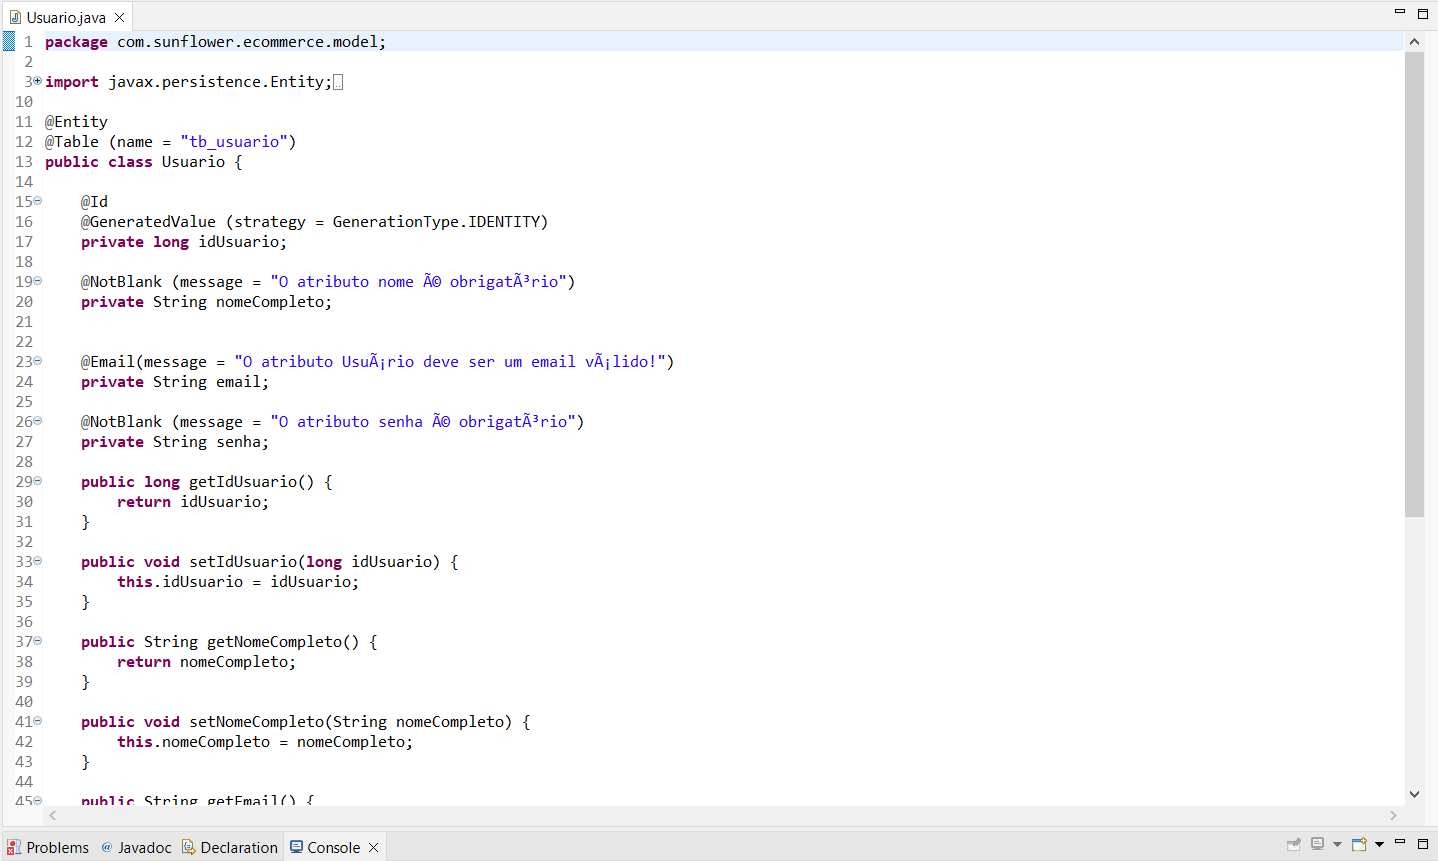 Usuario.java
1 package com.sunflower.ecommerce.model;
2
3 import javax.persistence.Entity;
10
11 @Entity
12 @Table (name = "tb_usuario")
13 public class Usuario {
14
15 @Id
16 @GeneratedValue (strategy = GenerationType.IDENTITY)
17 private long idUsuario;
18
19 @NotBlank (message = "O atributo nome Ã© obrigatÃ³rio")
20 private String nomeCompleto;
21
22
23 @Email(message = "O atributo UsuÃ¡rio deve ser um email vÃ¡lido!")
24 private String email;
25
26 @NotBlank (message = "O atributo senha Ã© obrigatÃ³rio")
27 private String senha;
28
29 public long getIdUsuario() {
30 return idUsuario;
31 }
32
33 public void setIdUsuario(long idUsuario) {
34 this.idUsuario = idUsuario;
35 }
36
37 public String getNomeCompleto() {
38 return nomeCompleto;
39 }
40
41 public void setNomeCompleto(String nomeCompleto) {
42 this.nomeCompleto = nomeCompleto;
43 }
44
45 public String getEmail() {
Problems @ Javadoc Declaration Console